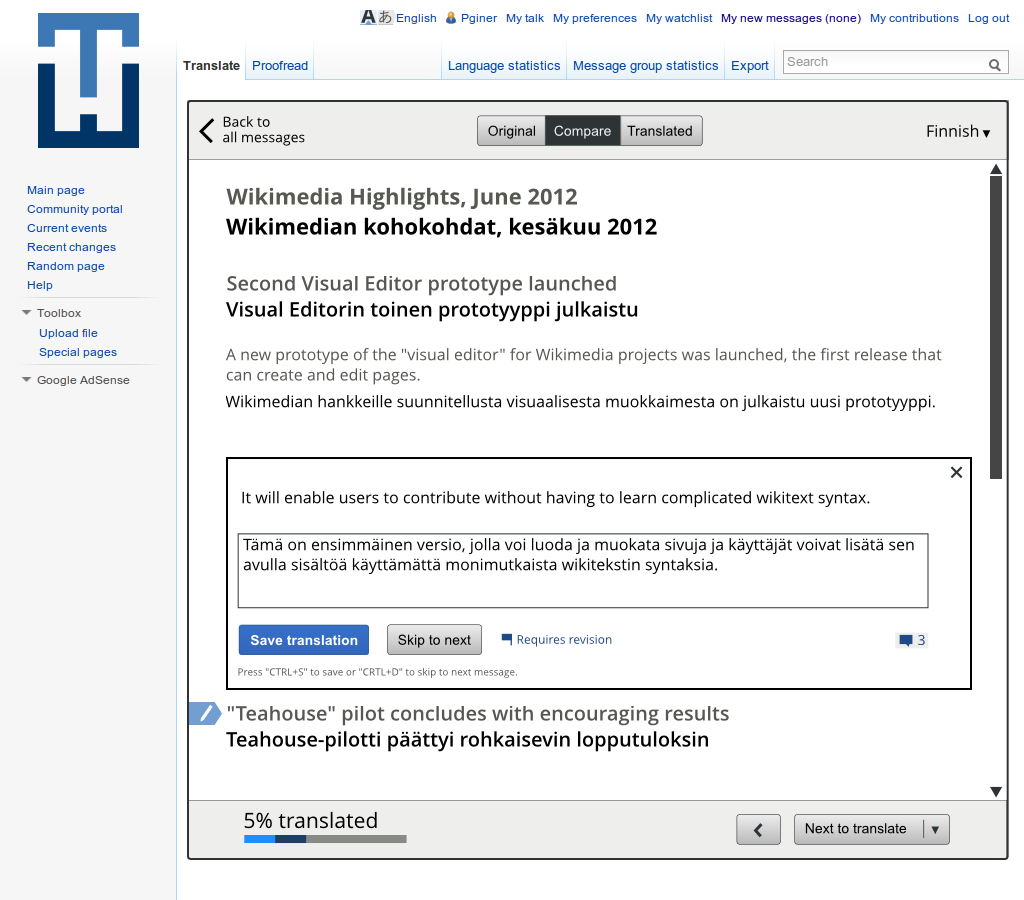 Aあ English Pginer My talk My preferences My watchlist My new messages (none) My contributions Log out
Translate Proofread Language statistics Message group statistics Export Search
Main page
Community portal
Current events
Recent changes
Random page
Help
Toolbox
Upload file
Special pages
Google AdSense
Back to
all messages
Original Compare Translated
Finnish
Wikimedia Highlights, June 2012
Wikimedian kohokohdat, kesäkuu 2012
Second Visual Editor prototype launched
Visual Editorin toinen prototyyppi julkaistu
A new prototype of the "visual editor" for Wikimedia projects was launched, the first release that
can create and edit pages.
Wikimedian hankkeille suunnitellusta visuaalisesta muokkaimesta on julkaistu uusi prototyyppi.
It will enable users to contribute without having to learn complicated wikitext syntax.
Tämä on ensimmäinen versio, jolla voi luoda ja muokata sivuja ja käyttäjät voivat lisätä sen
avulla sisältöä käyttämättä monimutkaista wikitekstin syntaksia.
Save translation Skip to next Requires revision 3
Press "CTRL+S" to save or "CRTL+D" to skip to next message.
"Teahouse" pilot concludes with encouraging results
Teahouse-pilotti päättyi rohkaisevin lopputuloksin
5% translated
Next to translate